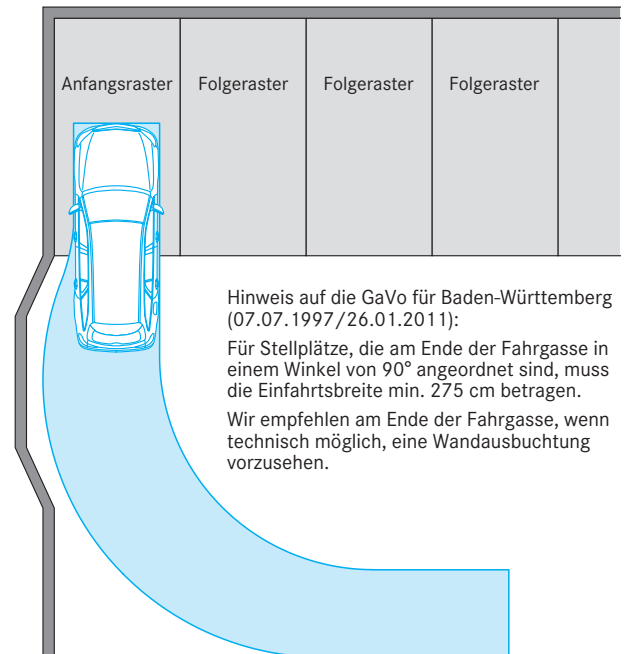 Anfangsraster
Folgeraster
Folgeraster
Folgeraster
Hinweis auf die GaVo für Baden-Württemberg
(07.07.1997/26.01.2011):
Für Stellplätze, die am Ende der Fahrgasse in
einem Winkel von 90° angeordnet sind, muss
die Einfahrtsbreite min. 275 cm betragen.
Wir empfehlen am Ende der Fahrgasse, wenn
technisch möglich, eine Wandausbuchtung
vorzusehen.